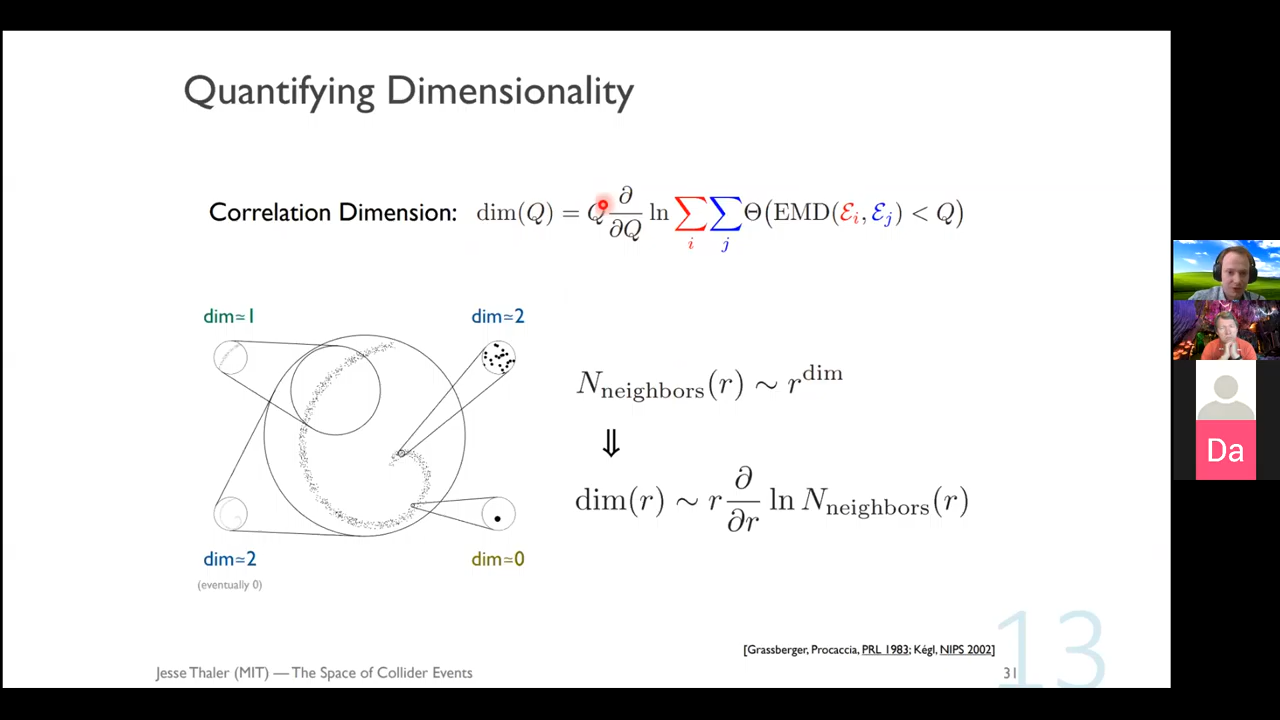 Quantifying Dimensionality
Correlation Dimension: dim(Q) = Q ∂/∂Q ln ∑_i ∑_j Θ(EMD(ℰ_i, ℰ_j) < Q)
dim≃1
dim≃2
N_neighbors(r) ∼ r^dim
⇓
dim(r) ∼ r ∂/∂r ln N_neighbors(r)
dim≃2
(eventually 0)
dim≃0
Da
13
[Grassberger, Procaccia, PRL 1983; Kégl, NIPS 2002]
Jesse Thaler (MIT) — The Space of Collider Events
31